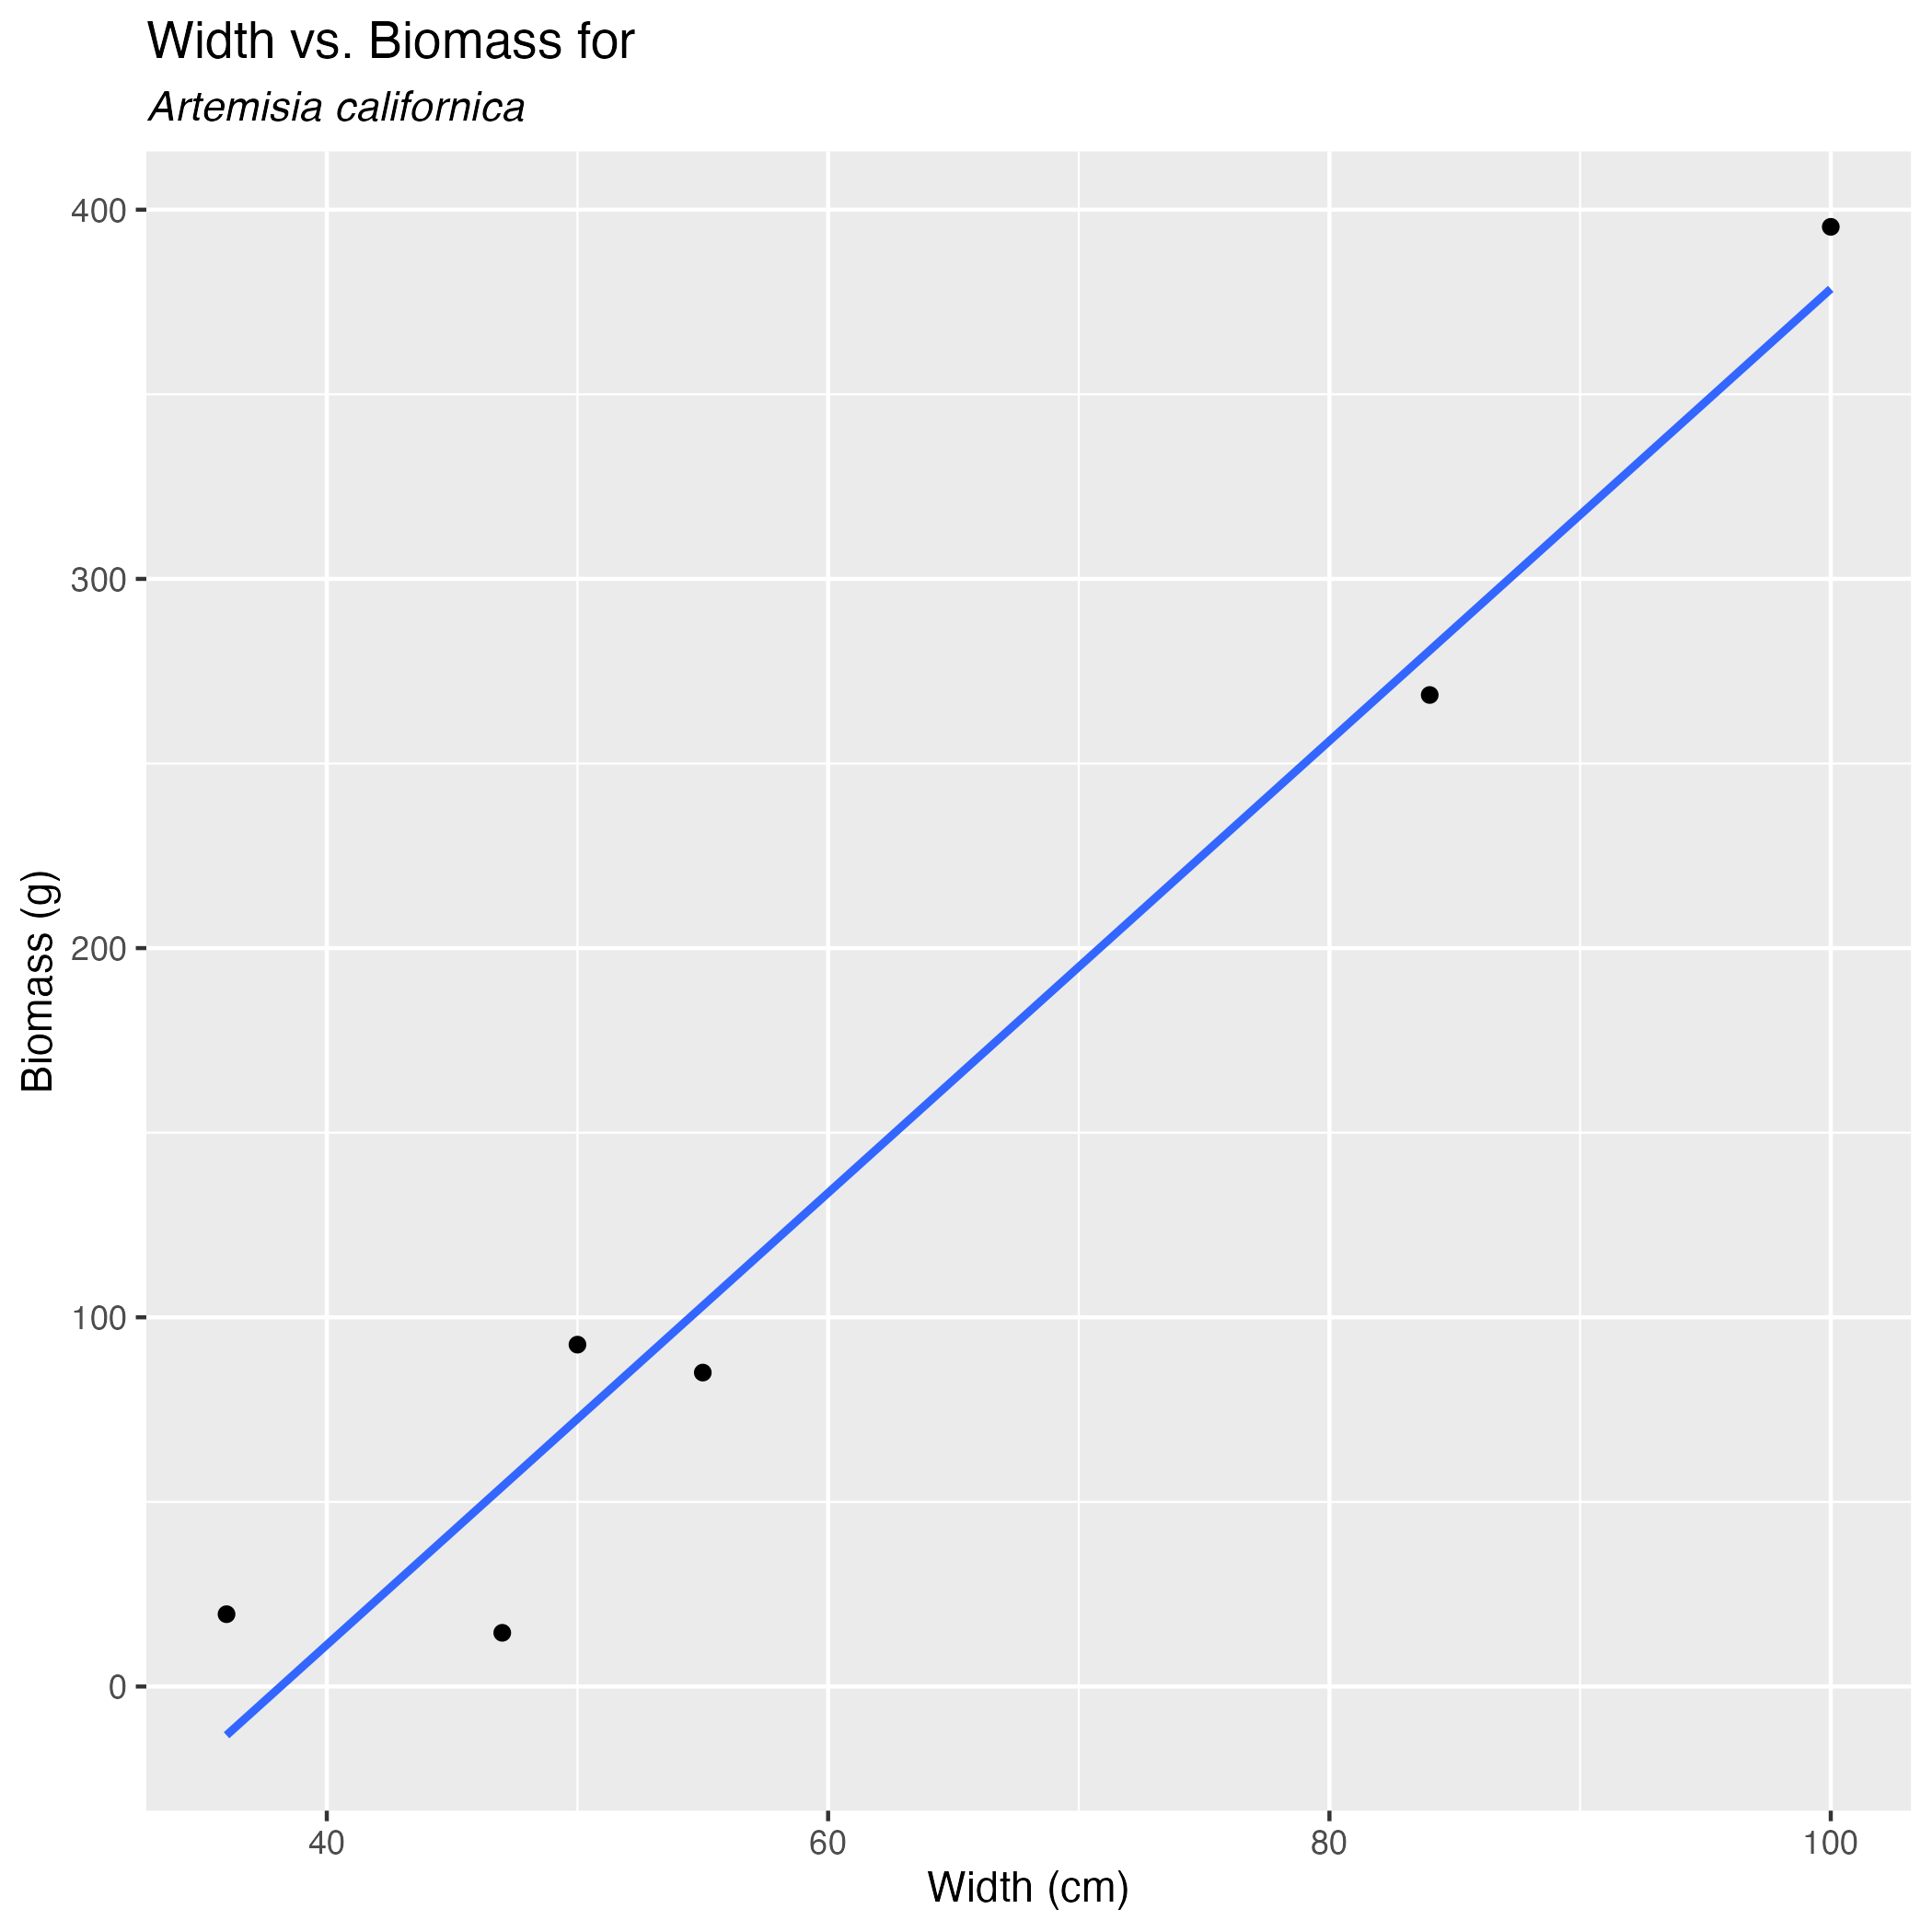 Width vs. Biomass for
Artemisia californica
400
300
200
100
0
Biomass (g)
40 60 80 100
Width (cm)